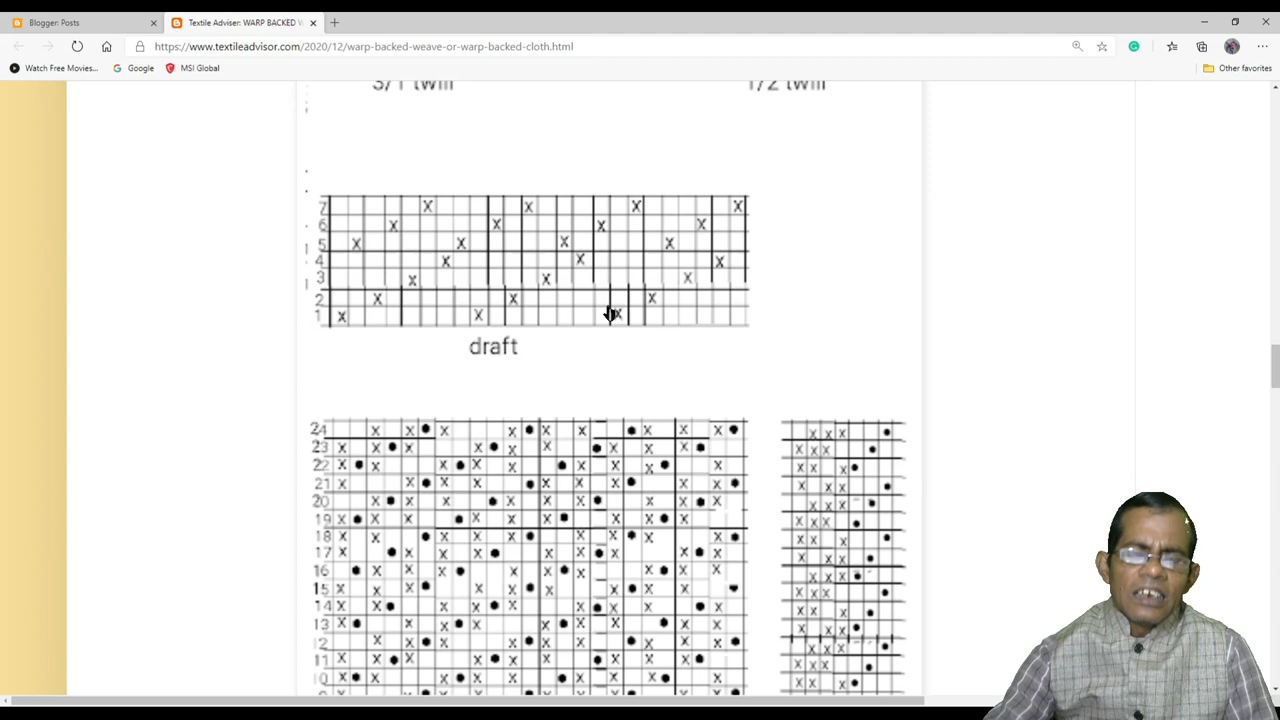 Blogger: Posts
Textile Adviser: WARP BACKED W
https://www.textileadvisor.com/2020/12/warp-backed-weave-or-warp-backed-cloth.html
Watch Free Movies...
Google
MSI Global
Other favorites
3/1 twill
1/2 twill
7
6
5
4
3
2
1
draft
24
23
22
21
20
19
18
17
16
15
14
13
12
11
10